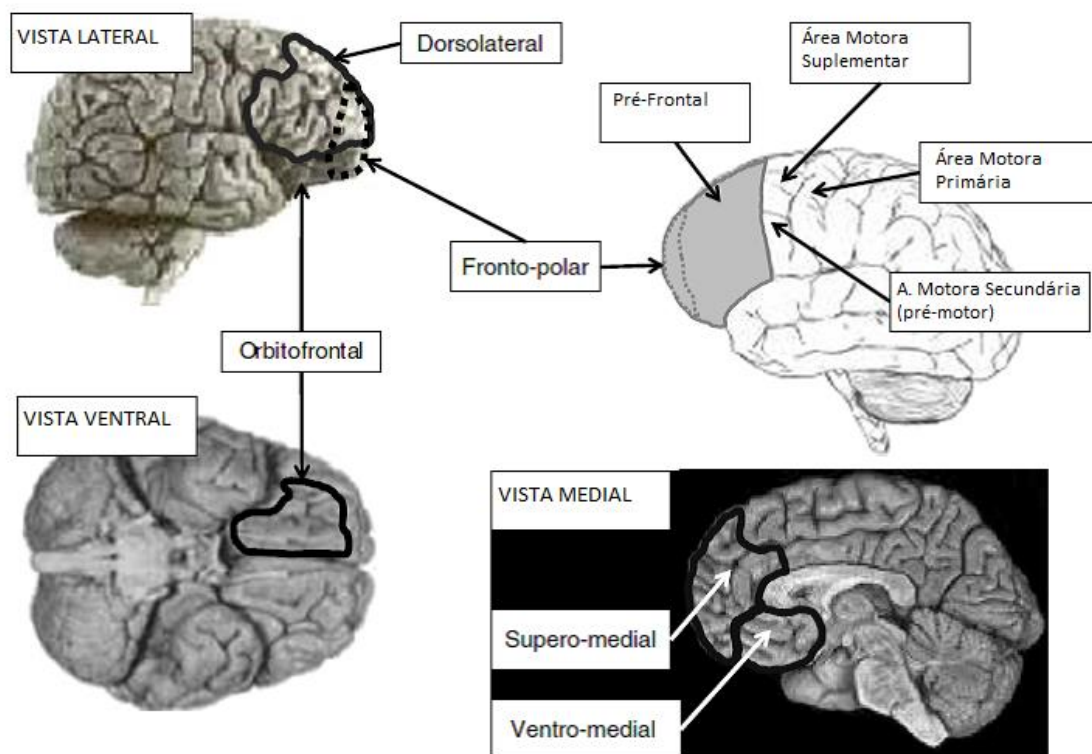 VISTA LATERAL
Dorsolateral
Área Motora
Suplementar
Pré-Frontal
Área Motora
Primária
Fronto-polar
A. Motora Secundária
(pré-motor)
Orbitofrontal
VISTA VENTRAL
VISTA MEDIAL
Supero-medial
Ventro-medial